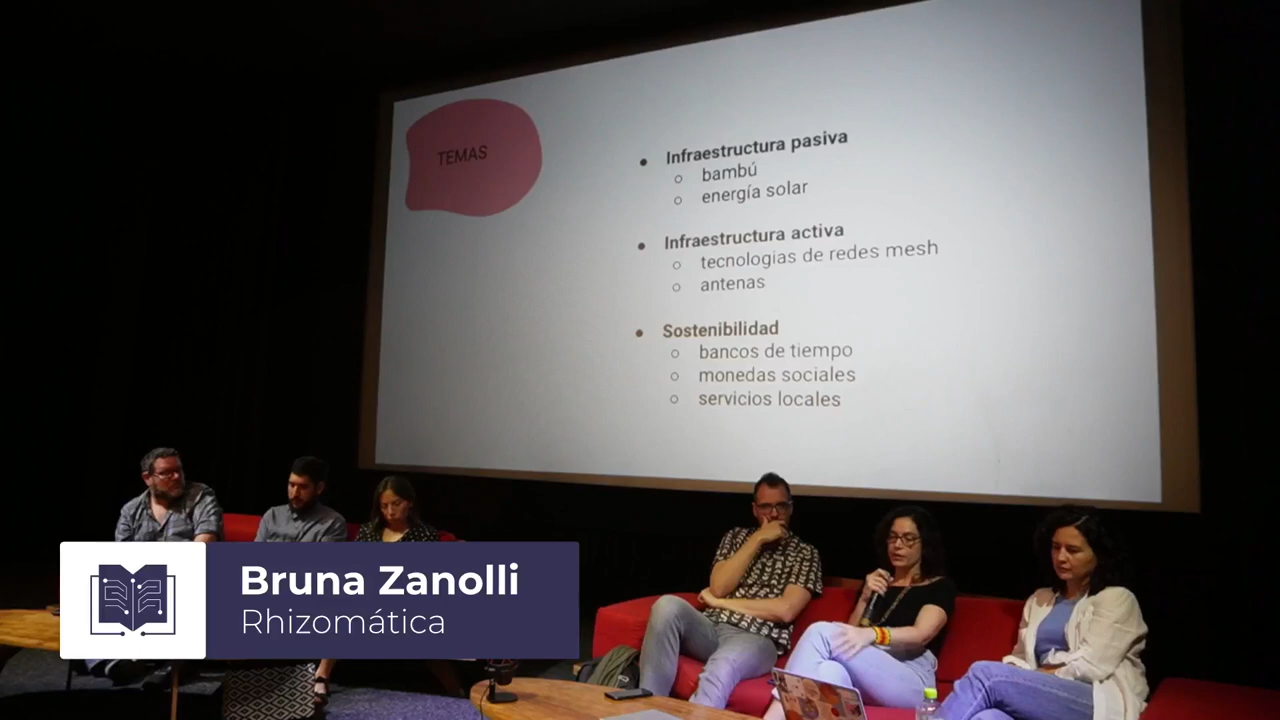 TEMAS
Infraestructura pasiva
bambú
energía solar
Infraestructura activa
tecnologias de redes mesh
antenas
Sostenibilidad
bancos de tiempo
monedas sociales
servicios locales
Bruna Zanolli
Rhizomática